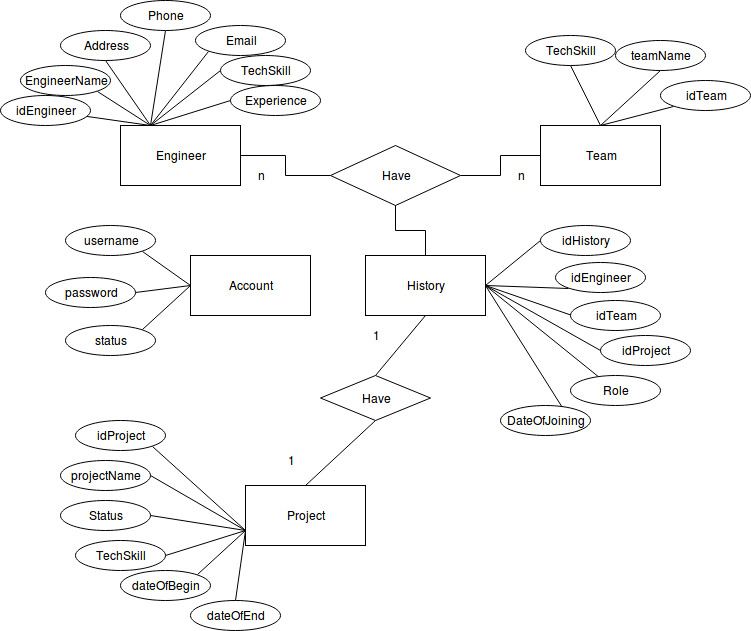 Phone
Address
Email
EngineerName
TechSkill
idEngineer
Experience
TechSkill
teamName
idTeam
Engineer
Team
n
Have
n
username
password
status
Account
History
idHistory
idEngineer
idTeam
idProject
Role
DateOfJoining
1
Have
1
idProject
projectName
Status
TechSkill
dateOfBegin
dateOfEnd
Project